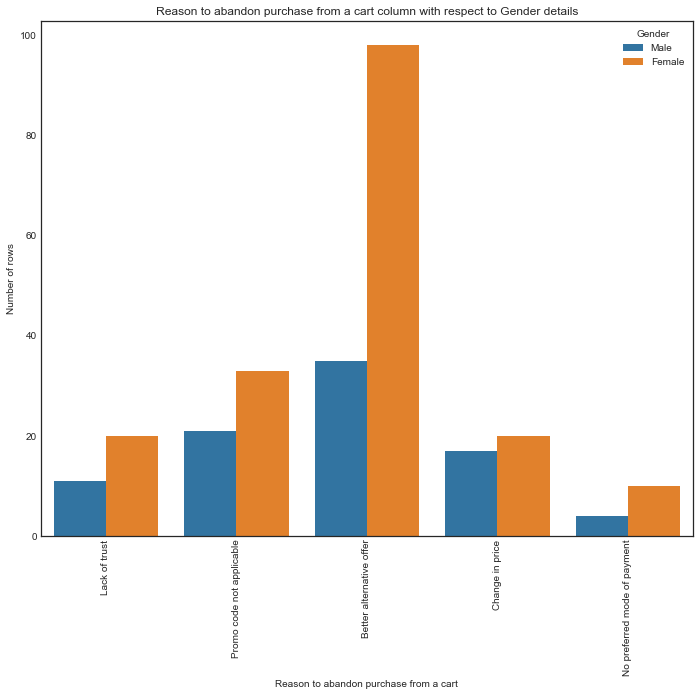 Reason to abandon purchase from a cart column with respect to Gender details
Gender
Male
Female
Number of rows
100
80
60
40
20
0
Lack of trust
Promo code not applicable
Better alternative offer
Change in price
No preferred mode of payment
Reason to abandon purchase from a cart